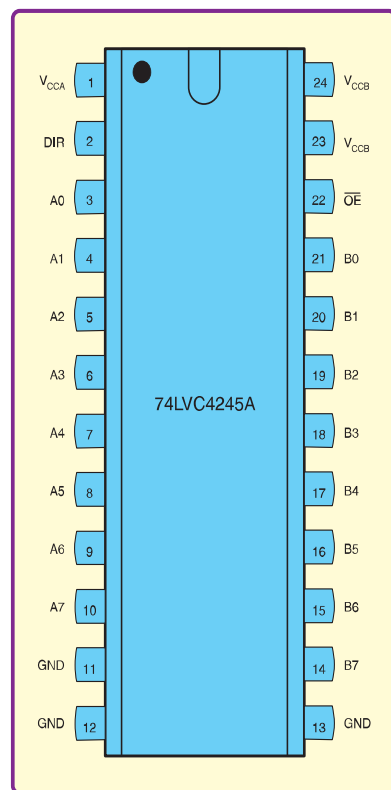 VCCA 1 24 VCCB
DIR 2 23 VCCB
A0 3 22 O̅E̅
A1 4 21 B0
A2 5 20 B1
A3 6 19 B2
74LVC4245A
A4 7 18 B3
A5 8 17 B4
A6 9 16 B5
A7 10 15 B6
GND 11 14 B7
GND 12 13 GND